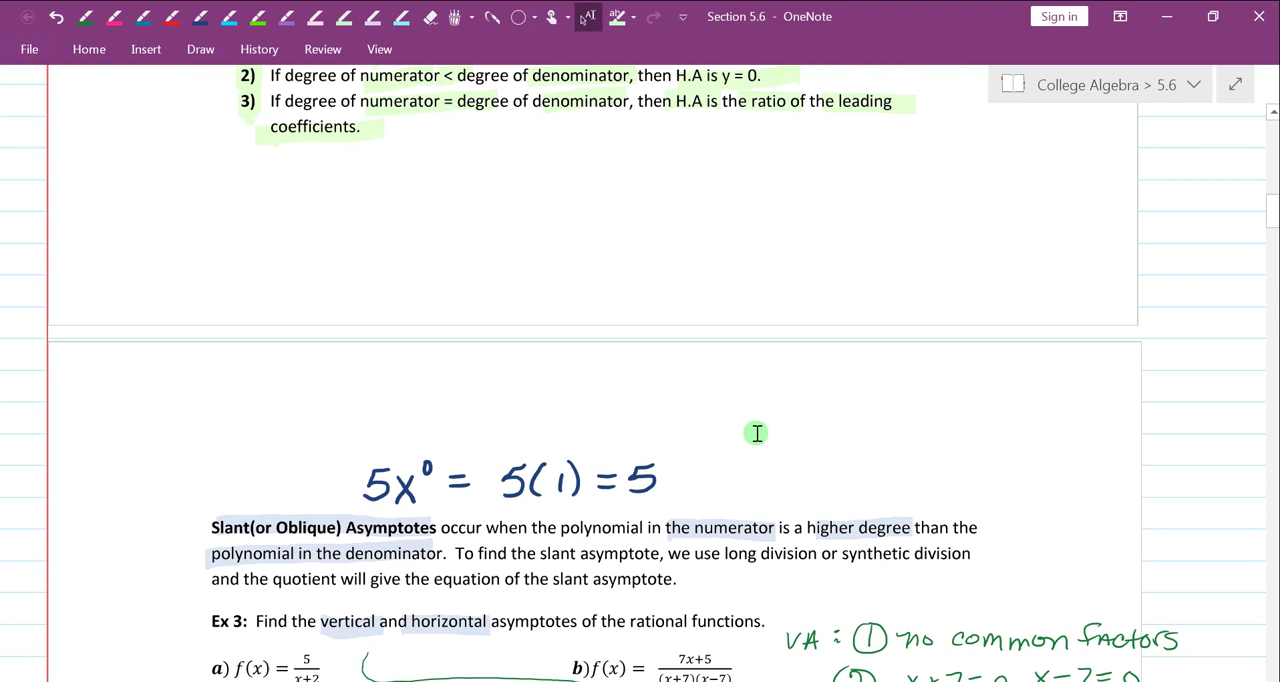 Section 5.6 - OneNote
Sign in
File Home Insert Draw History Review View
College Algebra > 5.6
2) If degree of numerator < degree of denominator, then H.A is y = 0.
3) If degree of numerator = degree of denominator, then H.A is the ratio of the leading
coefficients.
5x⁰ = 5(1) = 5
Slant(or Oblique) Asymptotes occur when the polynomial in the numerator is a higher degree than the
polynomial in the denominator. To find the slant asymptote, we use long division or synthetic division
and the quotient will give the equation of the slant asymptote.
Ex 3: Find the vertical and horizontal asymptotes of the rational functions.
VA : ① no common factors
a) f(x) = 5/(x+2) b) f(x) = (7x+5)/((x+7)(x−7))
② x+7=0 x−7=0